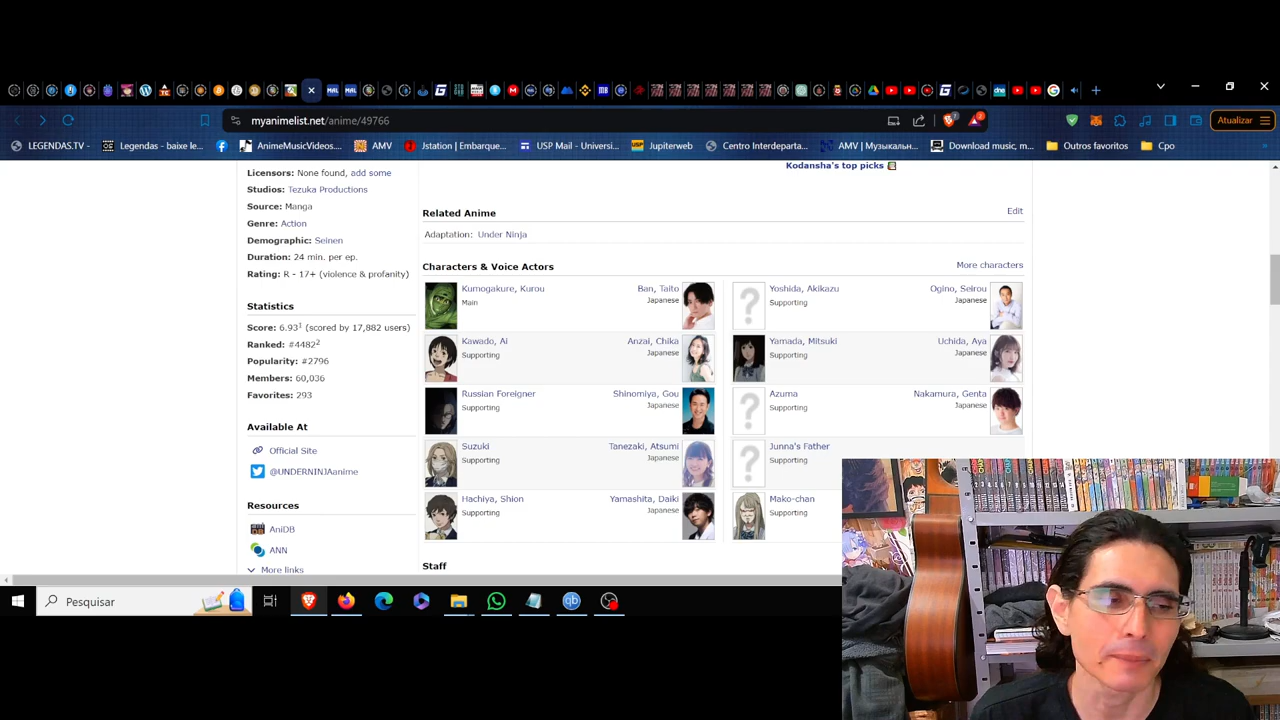 myanimelist.net/anime/49766
Atualizar
LEGENDAS.TV -
Legendas - baixe le...
AnimeMusicVideos....
AMV
Jstation | Embarque...
USP Mail - Universi...
Jupiterweb
Centro Interdeparta...
AMV | Музыкальн...
Download music, m...
Outros favoritos
Cpo
Licensors: None found, add some
Studios: Tezuka Productions
Source: Manga
Genre: Action
Demographic: Seinen
Duration: 24 min. per ep.
Rating: R - 17+ (violence & profanity)
Statistics
Score: 6.93¹ (scored by 17,882 users)
Ranked: #4482²
Popularity: #2796
Members: 60,036
Favorites: 293
Available At
Official Site
@UNDERNINJAanime
Resources
AniDB
ANN
More links
Kodansha's top picks
Related Anime
Edit
Adaptation: Under Ninja
Characters & Voice Actors
More characters
Kumogakure, Kurou
Main
Ban, Taito
Japanese
Yoshida, Akikazu
Supporting
Ogino, Seirou
Japanese
Kawado, Ai
Supporting
Anzai, Chika
Japanese
Yamada, Mitsuki
Supporting
Uchida, Aya
Japanese
Russian Foreigner
Supporting
Shinomiya, Gou
Japanese
Azuma
Supporting
Nakamura, Genta
Japanese
Suzuki
Supporting
Tanezaki, Atsumi
Japanese
Junna's Father
Supporting
Hachiya, Shion
Supporting
Yamashita, Daiki
Japanese
Mako-chan
Supporting
Staff
Pesquisar